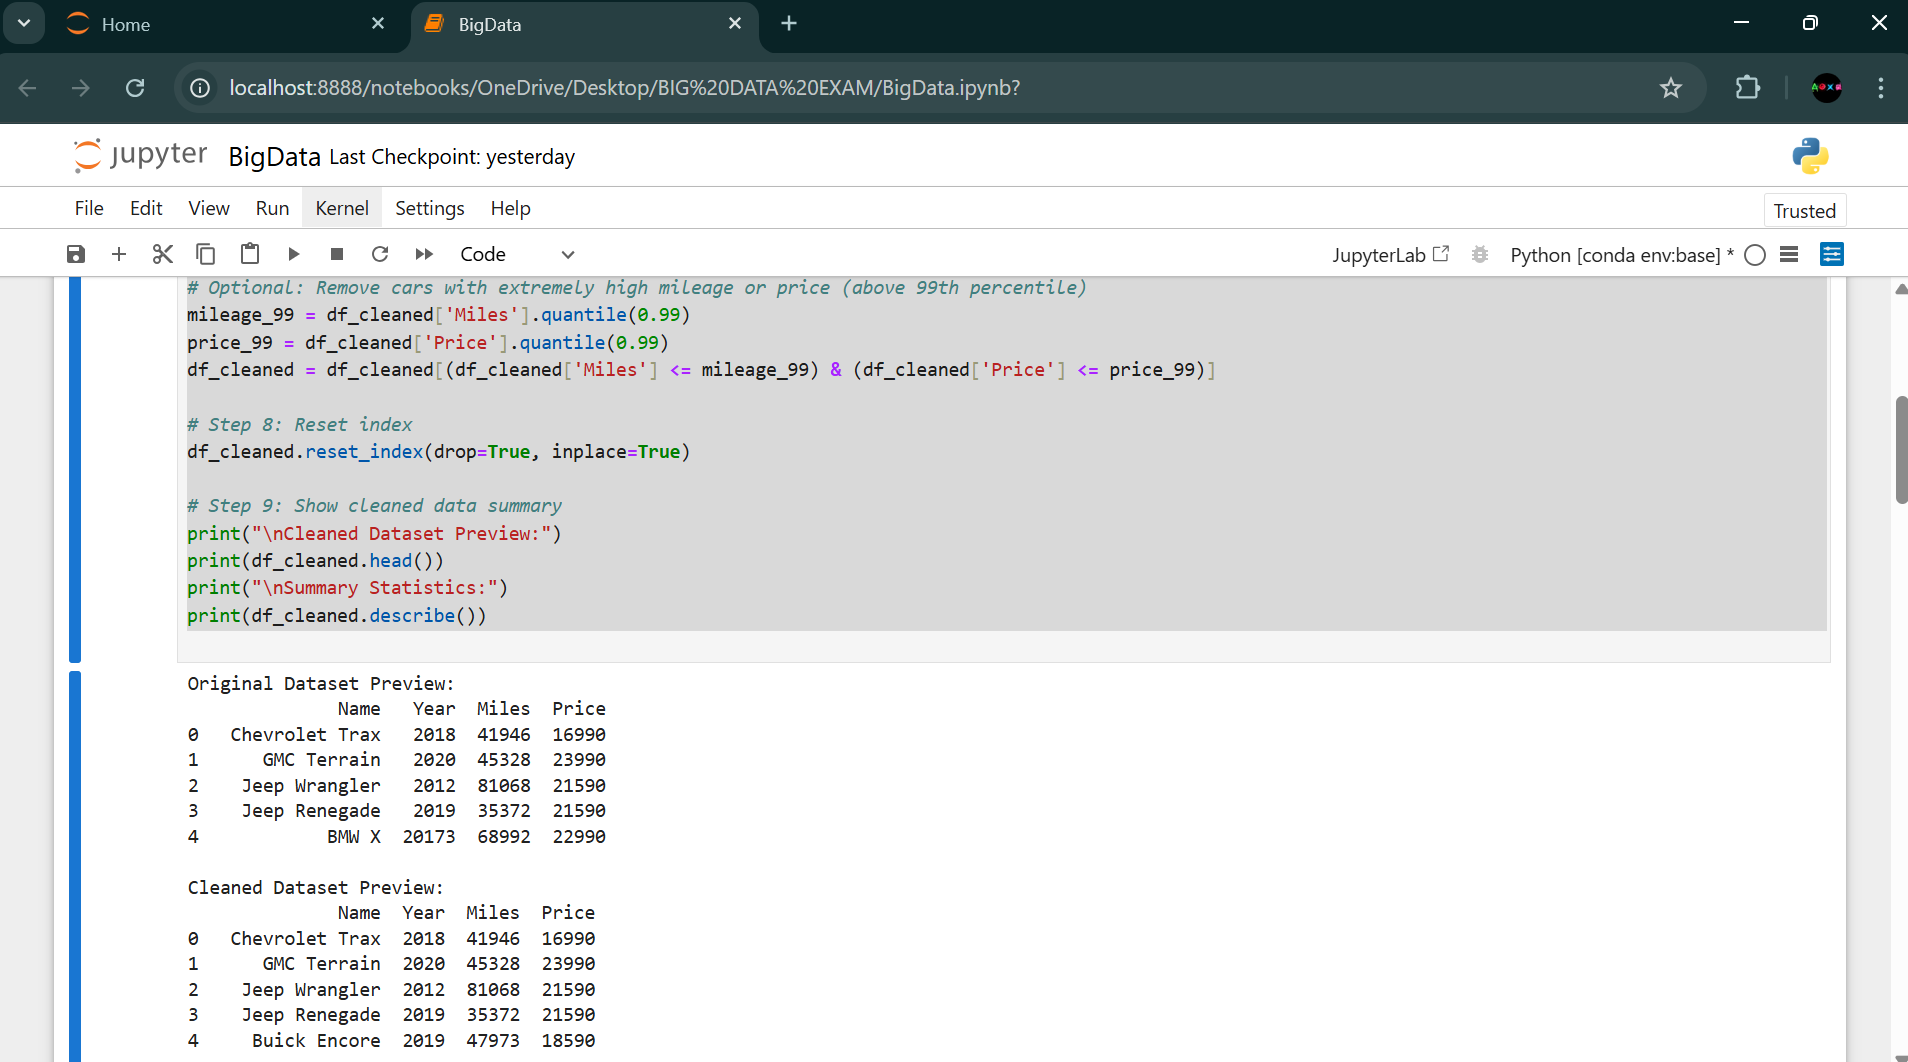 Home
BigData
localhost:8888/notebooks/OneDrive/Desktop/BIG%20DATA%20EXAM/BigData.ipynb?
jupyter BigData Last Checkpoint: yesterday
File Edit View Run Kernel Settings Help
Trusted
Code
JupyterLab
Python [conda env:base] *
# Optional: Remove cars with extremely high mileage or price (above 99th percentile)
mileage_99 = df_cleaned['Miles'].quantile(0.99)
price_99 = df_cleaned['Price'].quantile(0.99)
df_cleaned = df_cleaned[(df_cleaned['Miles'] <= mileage_99) & (df_cleaned['Price'] <= price_99)]
# Step 8: Reset index
df_cleaned.reset_index(drop=True, inplace=True)
# Step 9: Show cleaned data summary
print("\nCleaned Dataset Preview:")
print(df_cleaned.head())
print("\nSummary Statistics:")
print(df_cleaned.describe())
Original Dataset Preview:
Name Year Miles Price
0 Chevrolet Trax 2018 41946 16990
1 GMC Terrain 2020 45328 23990
2 Jeep Wrangler 2012 81068 21590
3 Jeep Renegade 2019 35372 21590
4 BMW X 20173 68992 22990
Cleaned Dataset Preview:
Name Year Miles Price
0 Chevrolet Trax 2018 41946 16990
1 GMC Terrain 2020 45328 23990
2 Jeep Wrangler 2012 81068 21590
3 Jeep Renegade 2019 35372 21590
4 Buick Encore 2019 47973 18590